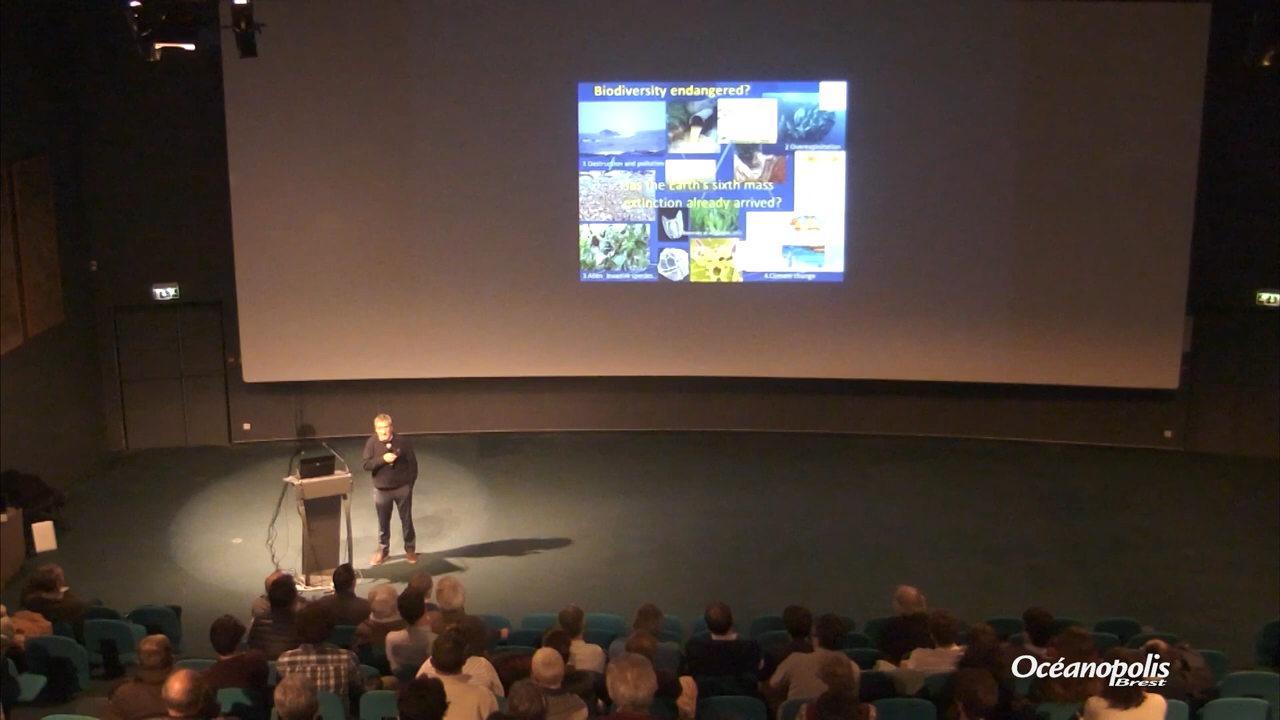 Biodiversity endangered?
1 Destruction and pollution
2 Overexploitation
Has the Earth's sixth mass
extinction already arrived?
3 Alien invasive species
4 Climate change
Océanopolis
Brest